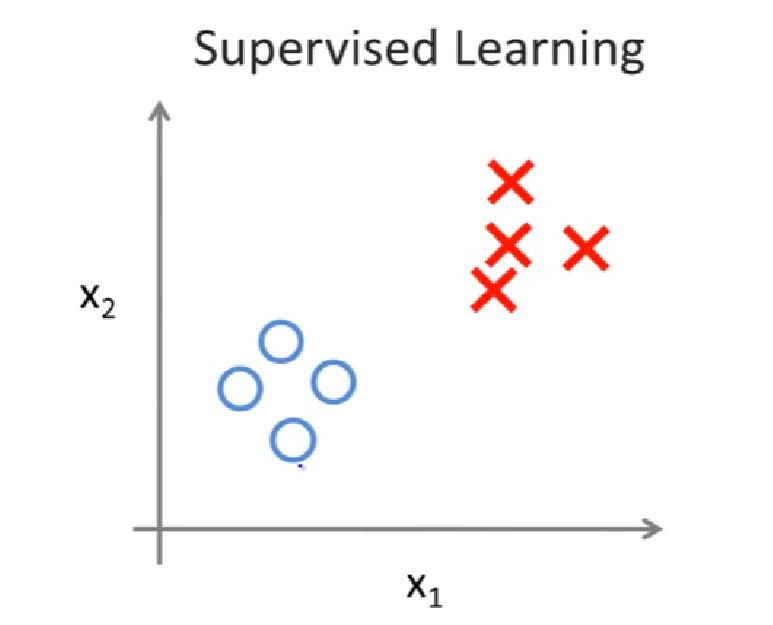 Supervised Learning
x₂
x₁